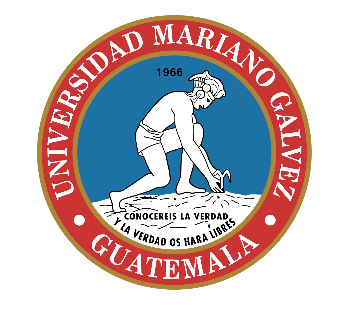 UNIVERSIDAD MARIANO GALVEZ
1966
CONOCEREIS LA VERDAD
Y LA VERDAD OS HARA LIBRES
GUATEMALA